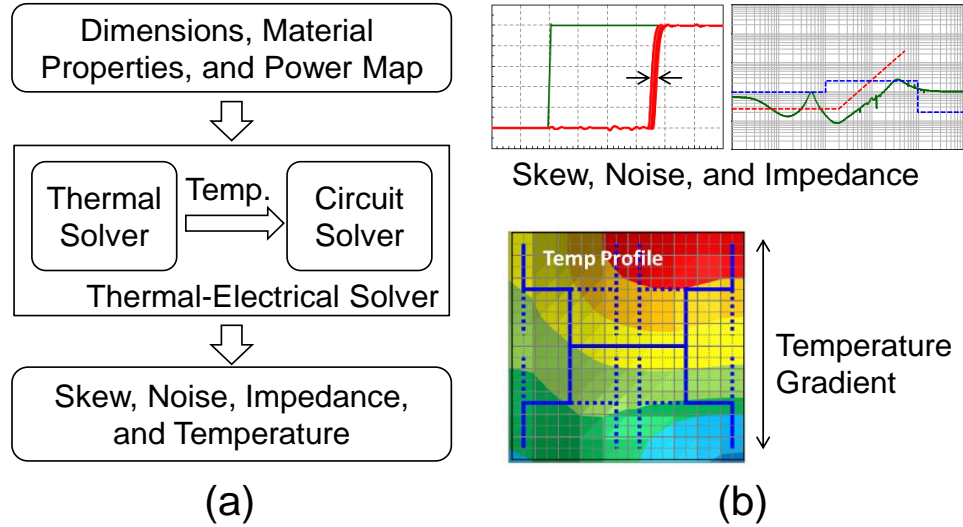 Dimensions, Material
Properties, and Power Map
Thermal
Solver
Temp.
Circuit
Solver
Thermal-Electrical Solver
Skew, Noise, Impedance,
and Temperature
(a)
Skew, Noise, and Impedance
Temp Profile
Temperature
Gradient
(b)